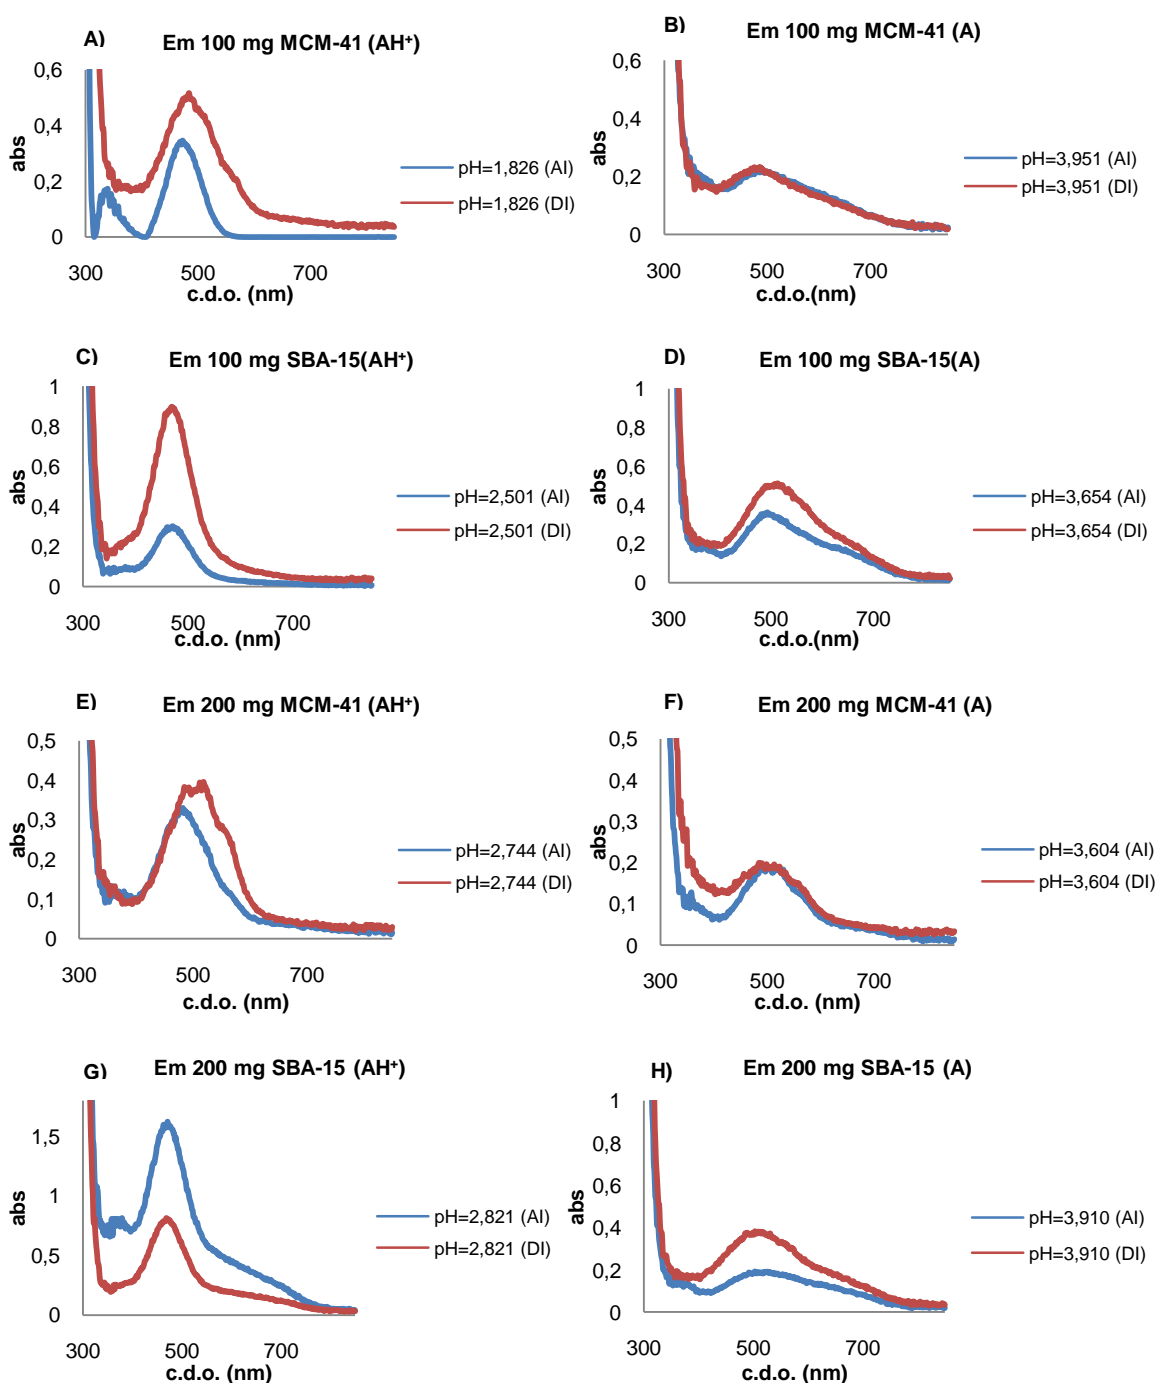 A) Em 100 mg MCM-41 (AH⁺)
0,6
0,4
0,2
0
abs
300 500 700
c.d.o. (nm)
pH=1,826 (AI)
pH=1,826 (DI)
B) Em 100 mg MCM-41 (A)
0,6
0,4
0,2
0
abs
300 500 700
c.d.o.(nm)
pH=3,951 (AI)
pH=3,951 (DI)
C) Em 100 mg SBA-15(AH⁺)
1
0,8
0,6
0,4
0,2
0
abs
300 500 700
c.d.o. (nm)
pH=2,501 (AI)
pH=2,501 (DI)
D) Em 100 mg SBA-15(A)
1
0,8
0,6
0,4
0,2
0
abs
300 500 700
c.d.o.(nm)
pH=3,654 (AI)
pH=3,654 (DI)
E) Em 200 mg MCM-41 (AH⁺)
0,5
0,4
0,3
0,2
0,1
0
abs
300 500 700
c.d.o. (nm)
pH=2,744 (AI)
pH=2,744 (DI)
F) Em 200 mg MCM-41 (A)
0,5
0,4
0,3
0,2
0,1
0
abs
300 500 700
c.d.o. (nm)
pH=3,604 (AI)
pH=3,604 (DI)
G) Em 200 mg SBA-15 (AH⁺)
1,5
1
0,5
0
abs
300 500 700
c.d.o. (nm)
pH=2,821 (AI)
pH=2,821 (DI)
H) Em 200 mg SBA-15 (A)
1
0,8
0,6
0,4
0,2
0
abs
300 500 700
c.d.o. (nm)
pH=3,910 (AI)
pH=3,910 (DI)